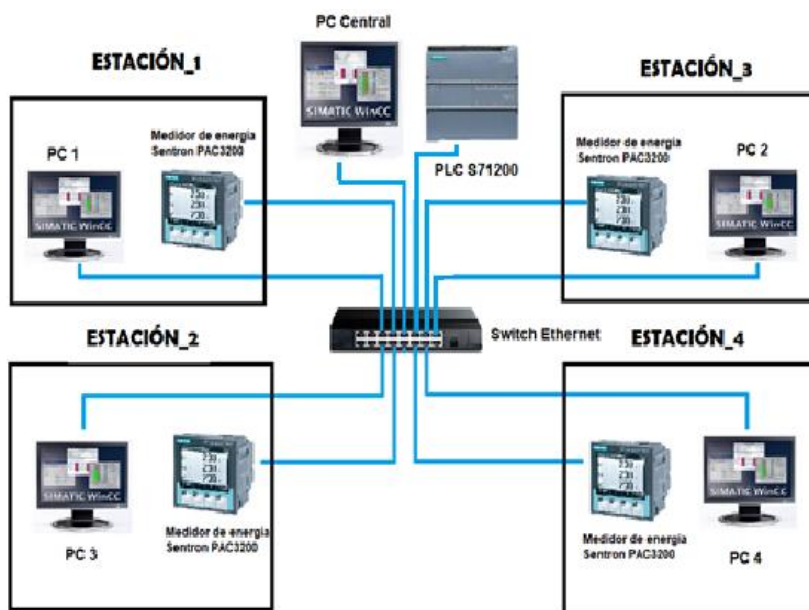 PC Central
ESTACIÓN_1
PC 1
Medidor de energía
Sentron PAC3200
SIMATIC WinCC
SIMATIC WinCC
PLC S71200
ESTACIÓN_3
Medidor de energía
Sentron PAC3200
PC 2
SIMATIC WinCC
Switch Ethernet
ESTACIÓN_2
SIMATIC WinCC
PC 3
Medidor de energía
Sentron PAC3200
ESTACIÓN_4
SIMATIC WinCC
Medidor de energía
Sentron PAC3200
PC 4